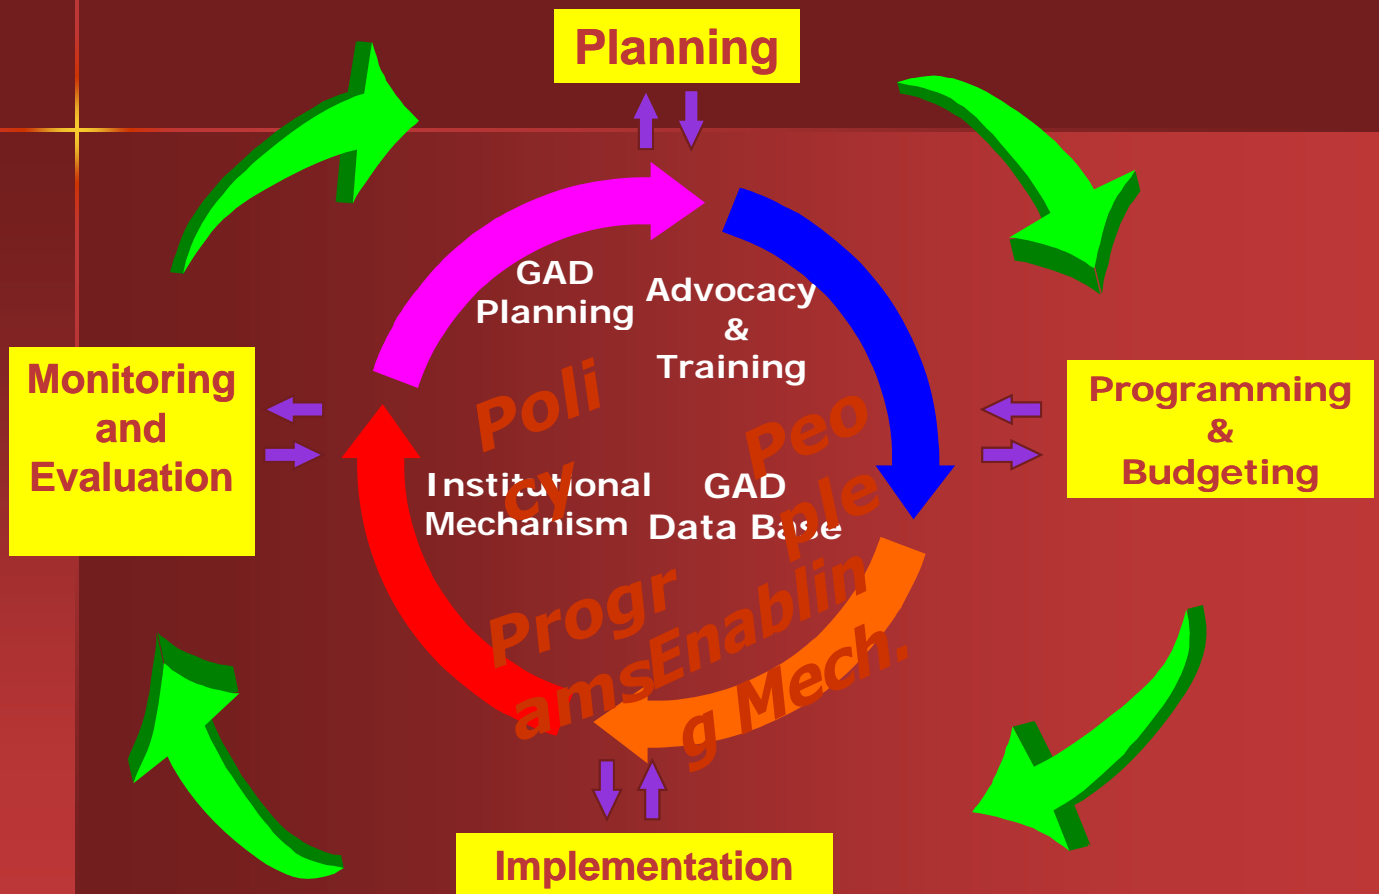 Planning
GAD
Planning
Advocacy
&
Training
Monitoring
and
Evaluation
Programming
&
Budgeting
Poli
cy
Peo
ple
Institutional
Mechanism
GAD
Data Base
Progr
ams
Enablin
g Mech.
Implementation